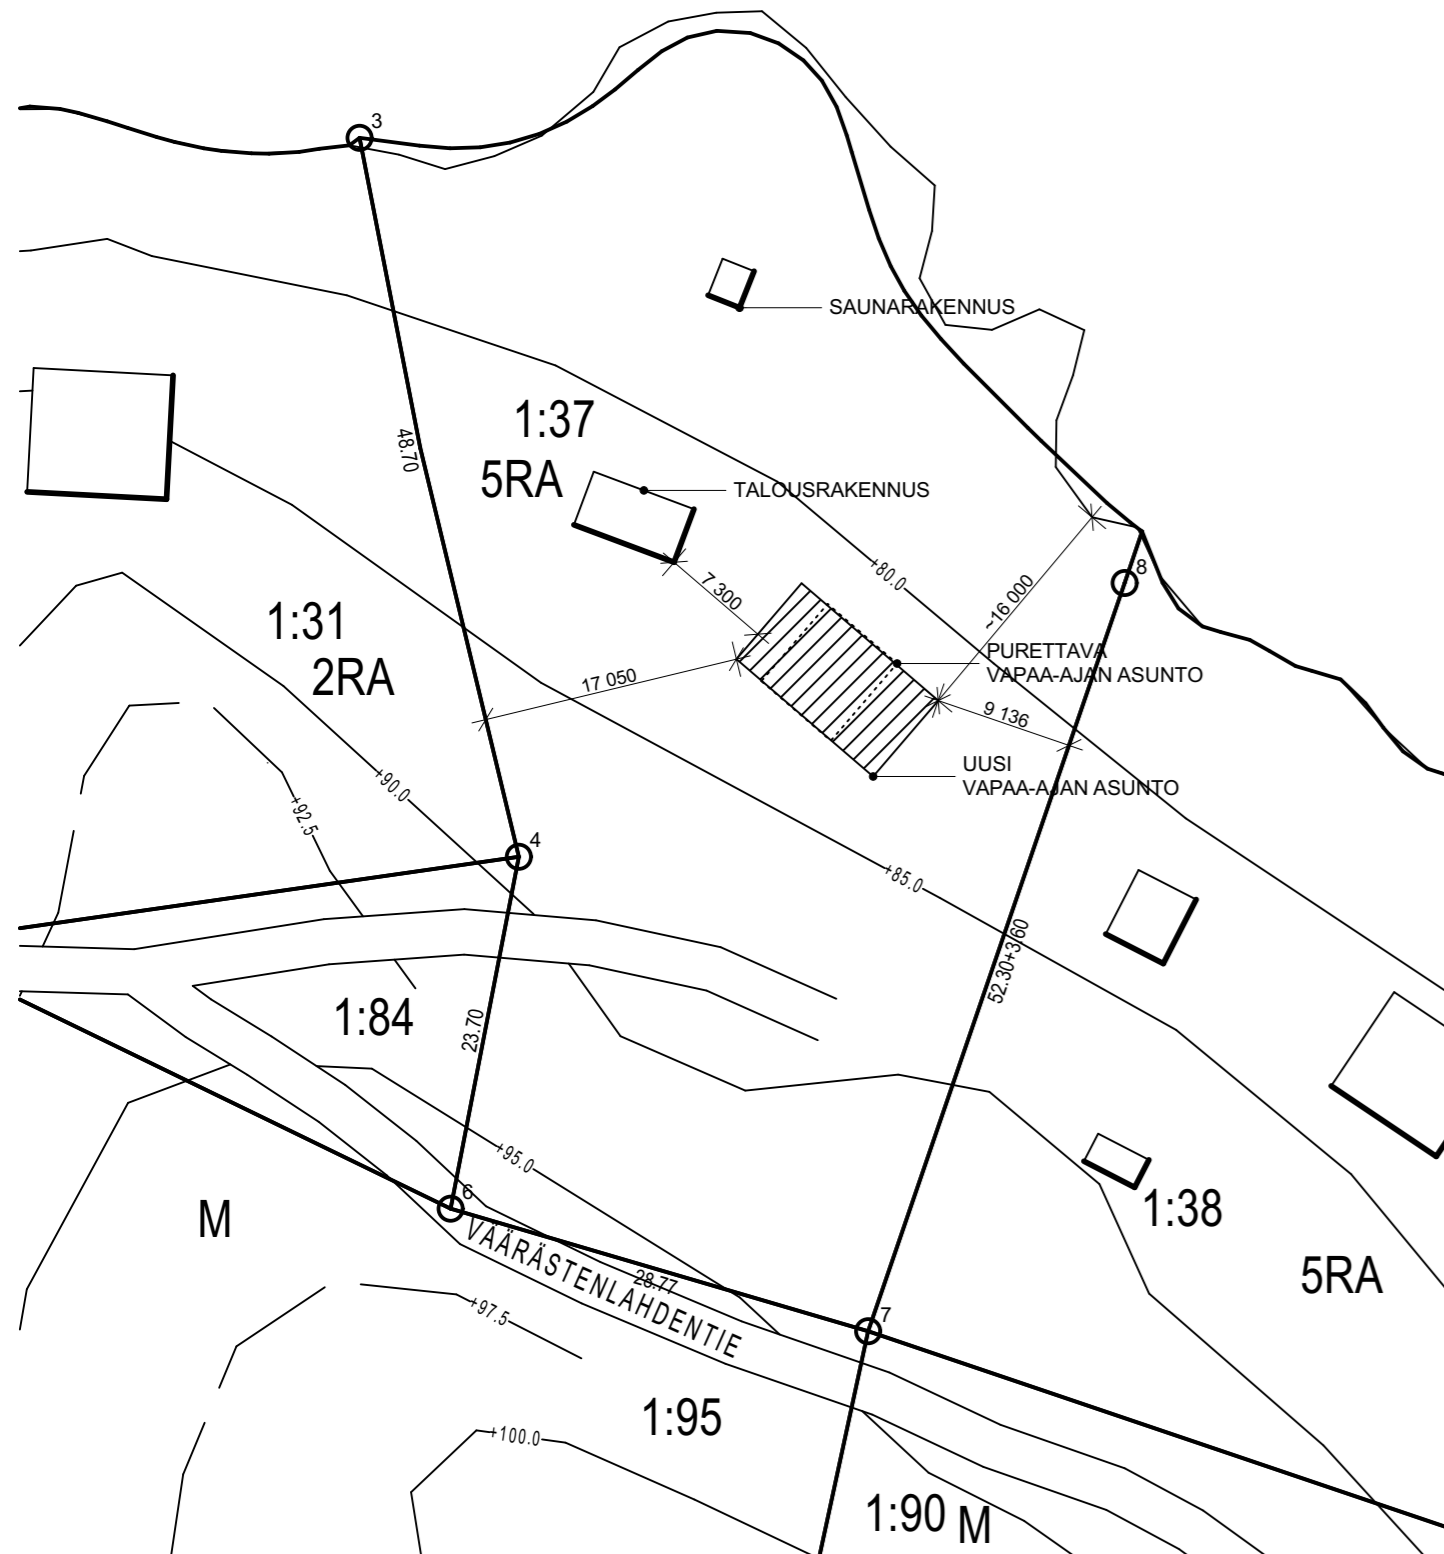 3
SAUNARAKENNUS
48.70
1:37
5RA
TALOUSRAKENNUS
7 300
+80.0
~16 000
8
1:31
2RA
17 050
PURETTAVA
VAPAA-AJAN ASUNTO
9 136
UUSI
VAPAA-AJAN ASUNTO
+90.0
+92.5
4
+85.0
52.30+3.60
1:84
23.70
+95.0
6
M
VÄÄRÄSTENLAHDENTIE
28.77
7
1:38
5RA
+97.5
1:95
+100.0
1:90
M